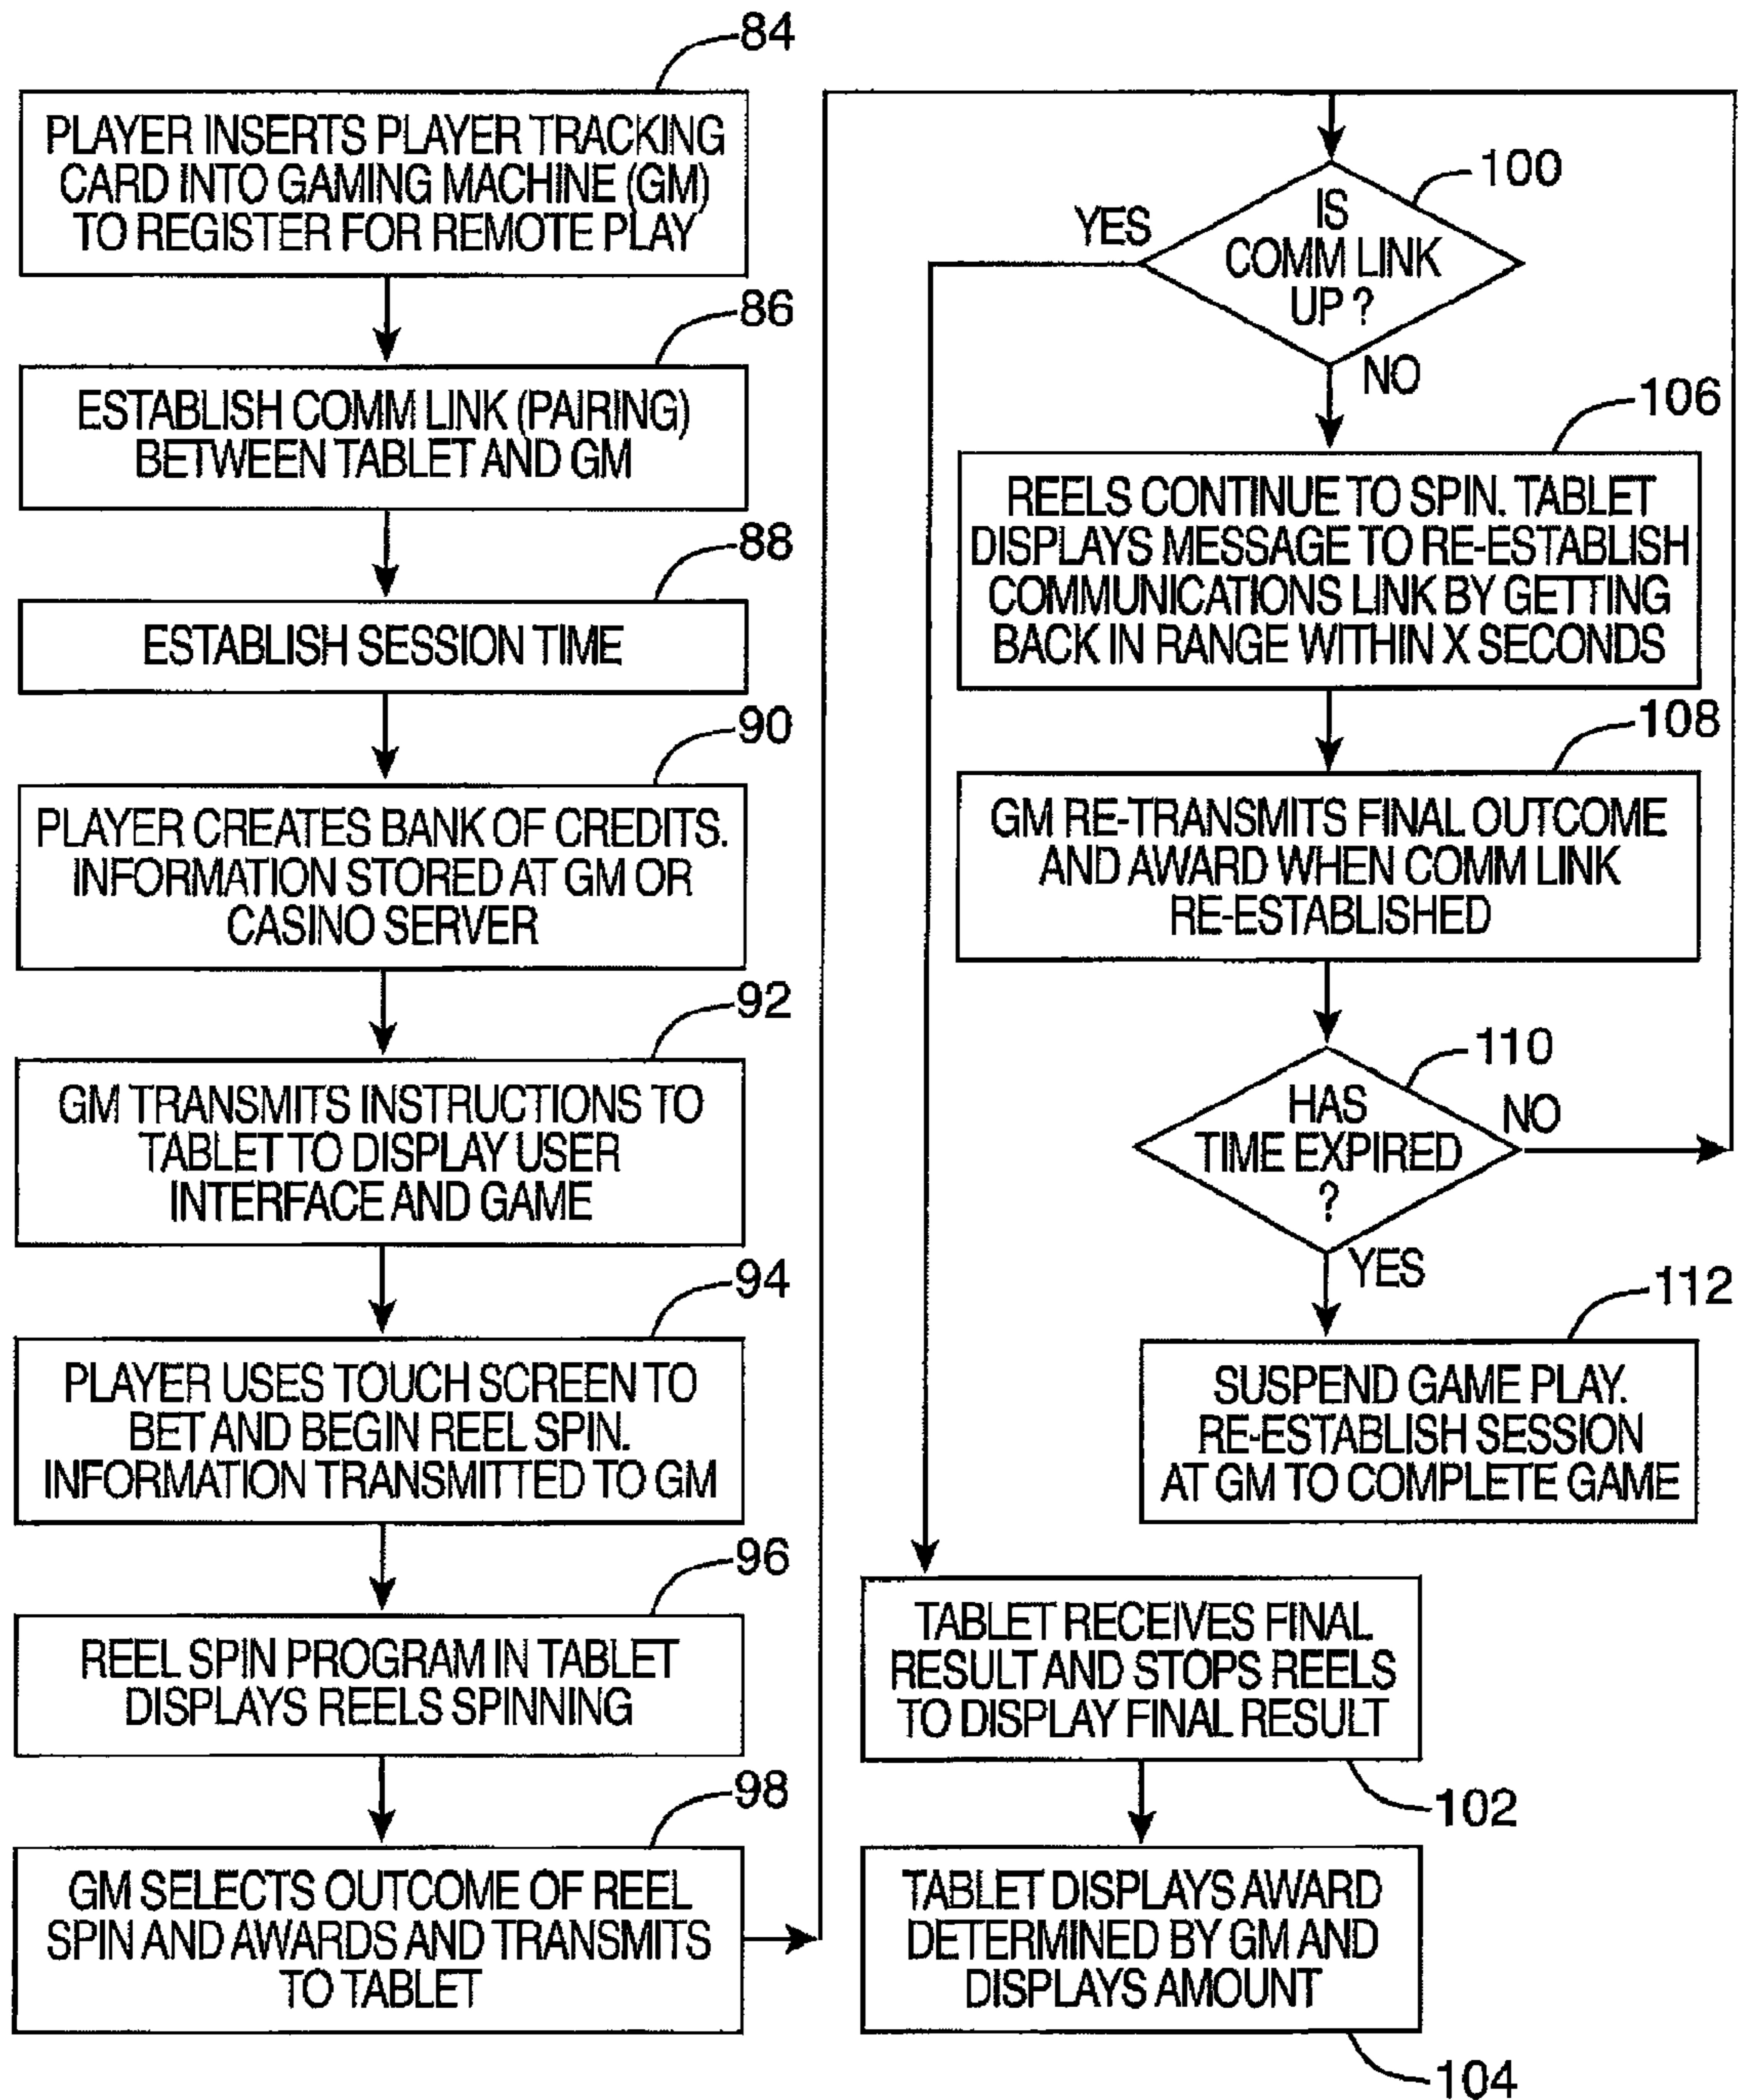 84
PLAYER INSERTS PLAYER TRACKING
CARD INTO GAMING MACHINE (GM)
TO REGISTER FOR REMOTE PLAY
86
ESTABLISH COMM LINK (PAIRING)
BETWEEN TABLET AND GM
88
ESTABLISH SESSION TIME
90
PLAYER CREATES BANK OF CREDITS.
INFORMATION STORED AT GM OR
CASINO SERVER
92
GM TRANSMITS INSTRUCTIONS TO
TABLET TO DISPLAY USER
INTERFACE AND GAME
94
PLAYER USES TOUCH SCREEN TO
BET AND BEGIN REEL SPIN.
INFORMATION TRANSMITTED TO GM
96
REEL SPIN PROGRAM IN TABLET
DISPLAYS REELS SPINNING
98
GM SELECTS OUTCOME OF REEL
SPIN AND AWARDS AND TRANSMITS
TO TABLET
100
IS
COMM LINK
UP ?
YES
NO
106
REELS CONTINUE TO SPIN. TABLET
DISPLAYS MESSAGE TO RE-ESTABLISH
COMMUNICATIONS LINK BY GETTING
BACK IN RANGE WITHIN X SECONDS
108
GM RE-TRANSMITS FINAL OUTCOME
AND AWARD WHEN COMM LINK
RE-ESTABLISHED
110
HAS
TIME EXPIRED
?
NO
YES
112
SUSPEND GAME PLAY.
RE-ESTABLISH SESSION
AT GM TO COMPLETE GAME
TABLET RECEIVES FINAL
RESULT AND STOPS REELS
TO DISPLAY FINAL RESULT
102
TABLET DISPLAYS AWARD
DETERMINED BY GM AND
DISPLAYS AMOUNT
104